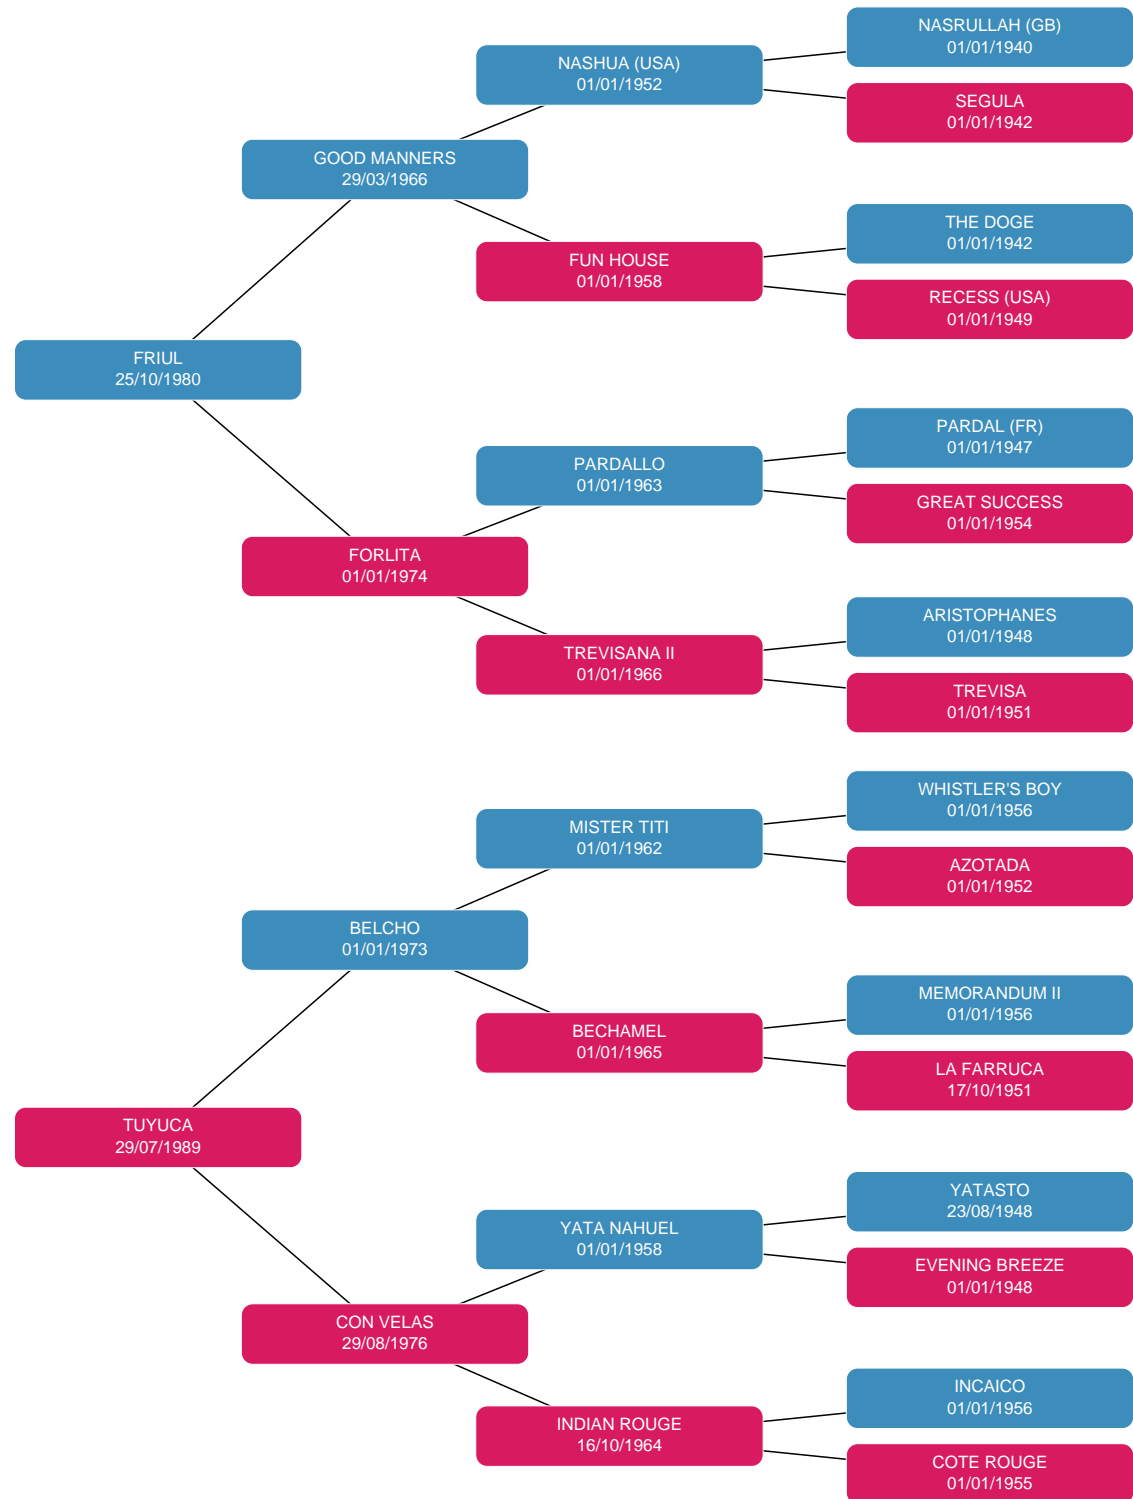 NASRULLAH (GB)
01/01/1940
NASHUA (USA)
01/01/1952
SEGULA
01/01/1942
GOOD MANNERS
29/03/1966
THE DOGE
01/01/1942
FUN HOUSE
01/01/1958
RECESS (USA)
01/01/1949
FRIUL
25/10/1980
PARDAL (FR)
01/01/1947
PARDALLO
01/01/1963
GREAT SUCCESS
01/01/1954
FORLITA
01/01/1974
ARISTOPHANES
01/01/1948
TREVISANA II
01/01/1966
TREVISA
01/01/1951
WHISTLER'S BOY
01/01/1956
MISTER TITI
01/01/1962
AZOTADA
01/01/1952
BELCHO
01/01/1973
MEMORANDUM II
01/01/1956
BECHAMEL
01/01/1965
LA FARRUCA
17/10/1951
TUYUCA
29/07/1989
YATASTO
23/08/1948
YATA NAHUEL
01/01/1958
EVENING BREEZE
01/01/1948
CON VELAS
29/08/1976
INCAICO
01/01/1956
INDIAN ROUGE
16/10/1964
COTE ROUGE
01/01/1955